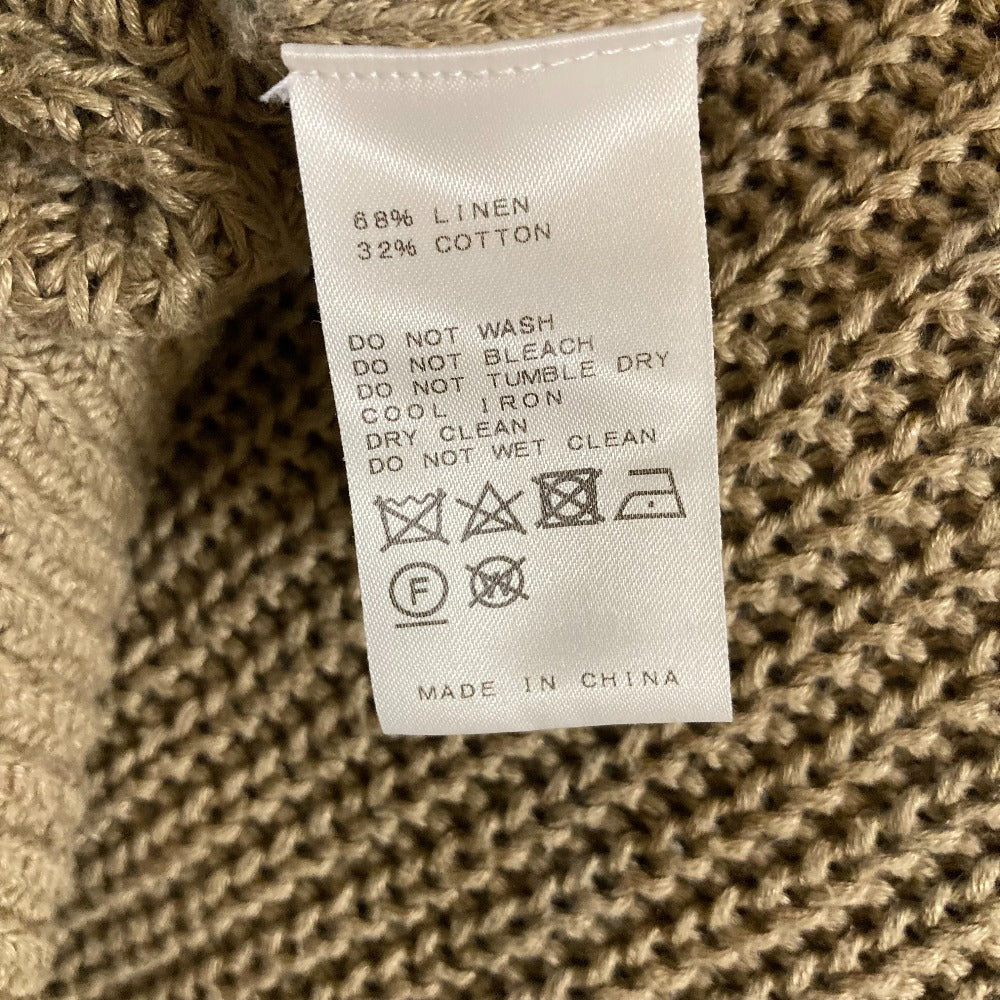 68% LINEN
32% COTTON
DO NOT WASH
DO NOT BLEACH
DO NOT TUMBLE DRY
COOL IRON
DRY CLEAN
DO NOT WET CLEAN
F W
MADE IN CHINA